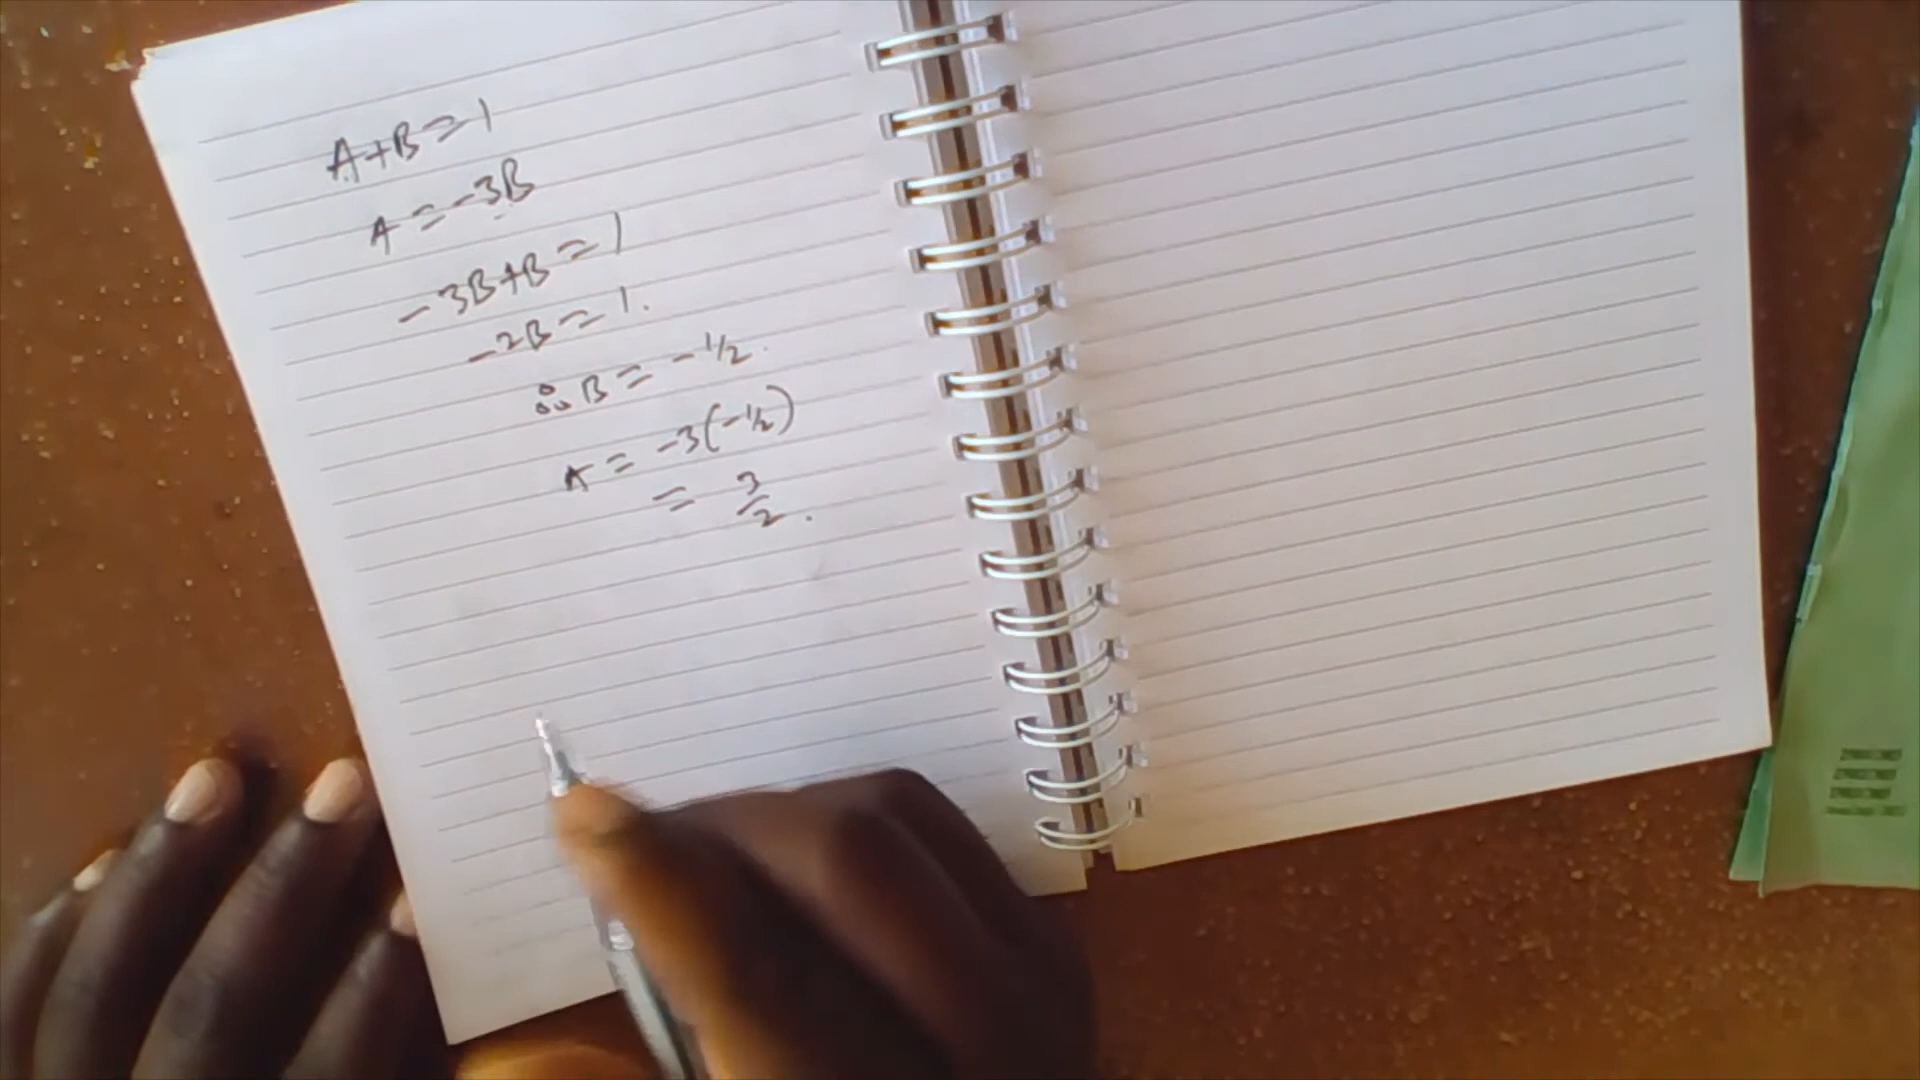 A+B=1
A=-3B
-3B+B=1
-2B=1.
∴B=-1/2.
A=-3(-1/2)
=3/2.